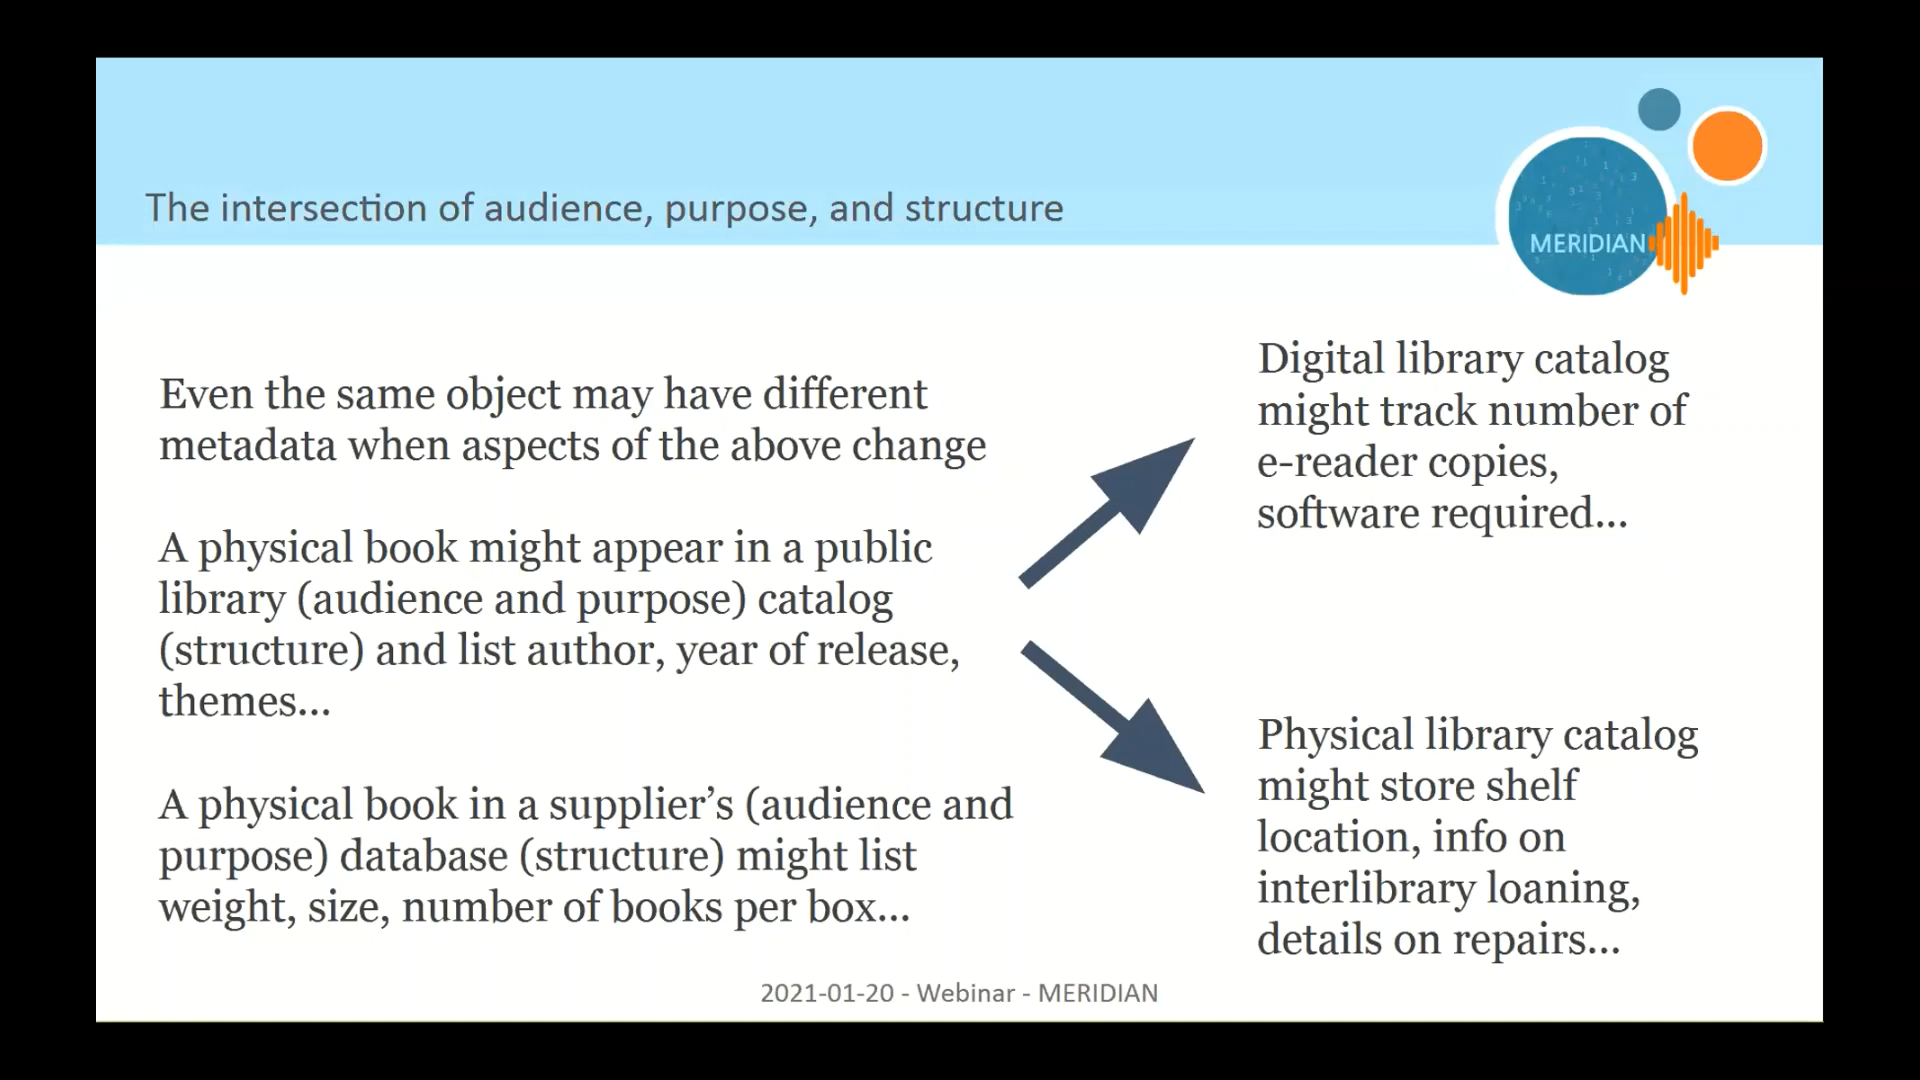 The intersection of audience, purpose, and structure
MERIDIAN
Even the same object may have different
metadata when aspects of the above change
A physical book might appear in a public
library (audience and purpose) catalog
(structure) and list author, year of release,
themes...
A physical book in a supplier’s (audience and
purpose) database (structure) might list
weight, size, number of books per box...
Digital library catalog
might track number of
e-reader copies,
software required...
Physical library catalog
might store shelf
location, info on
interlibrary loaning,
details on repairs...
2021-01-20 - Webinar - MERIDIAN